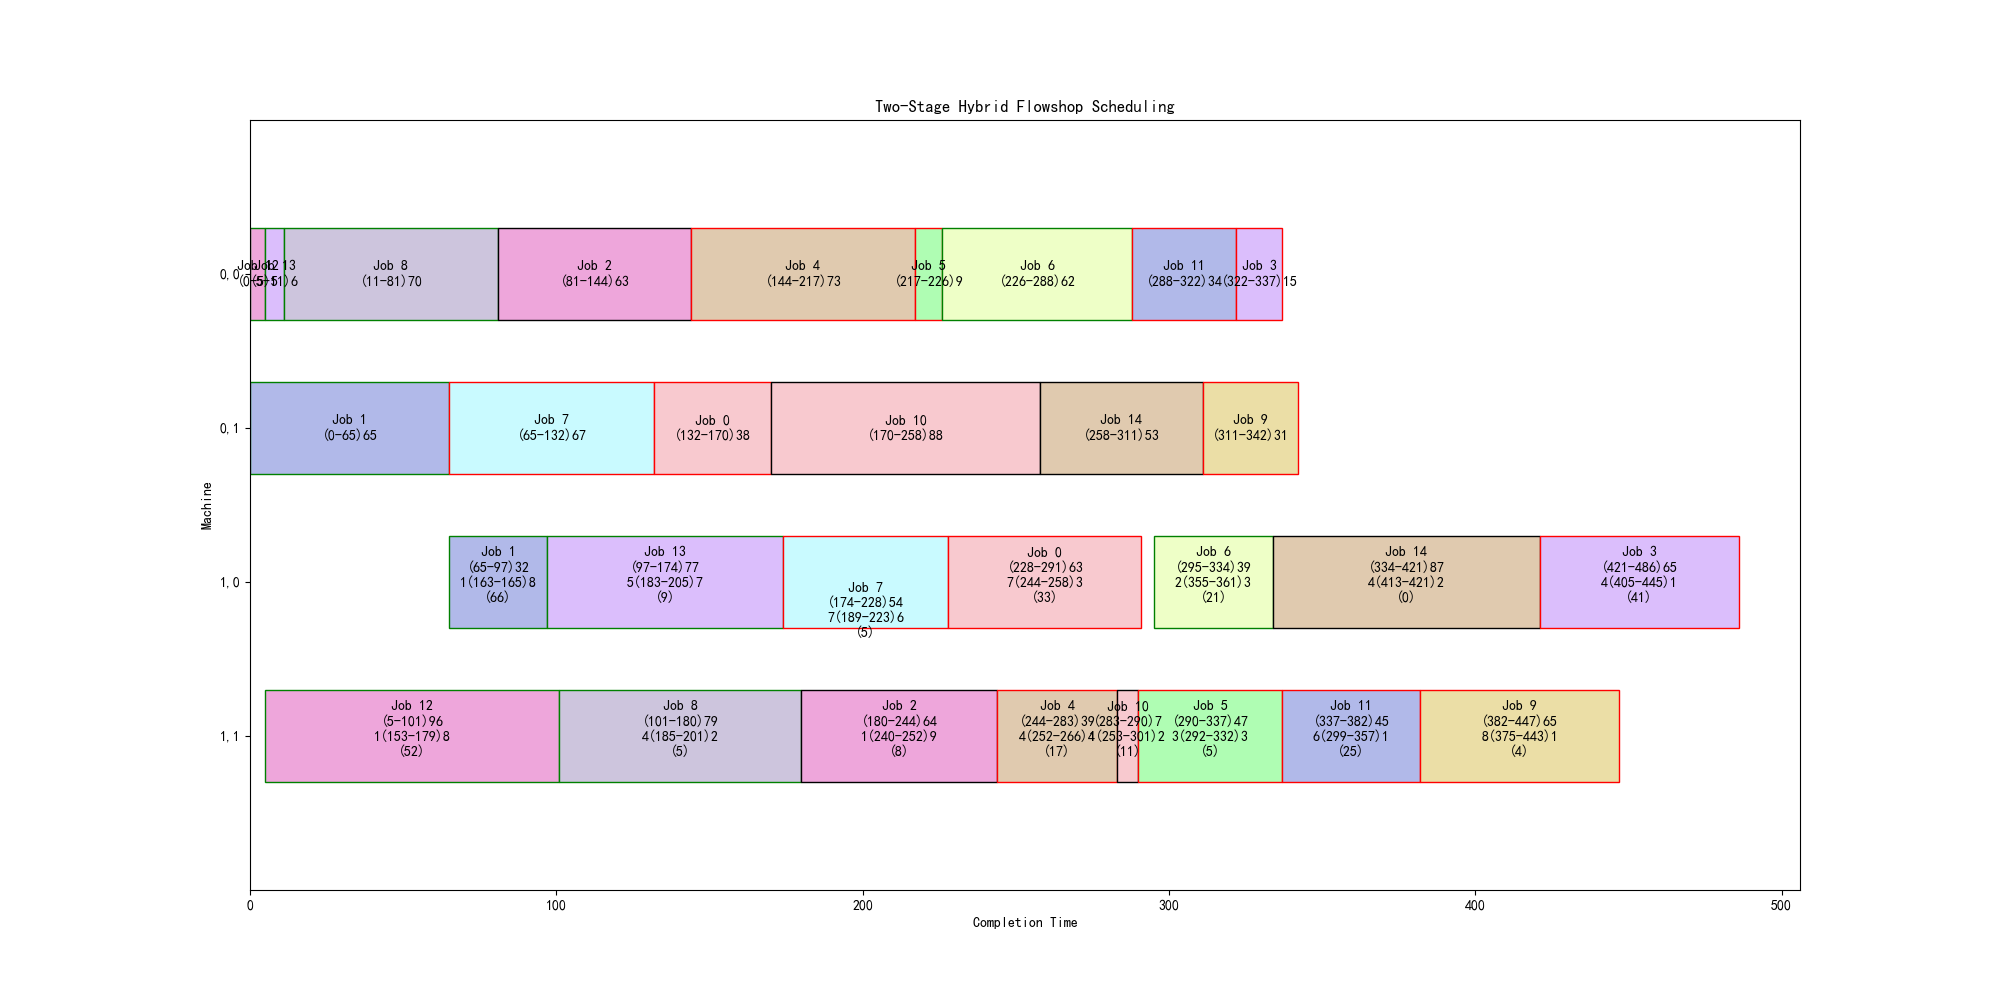 Two-Stage Hybrid Flowshop Scheduling
0,0
Job 12
(0-5)5
Job 13
(5-11)6
Job 8
(11-81)70
Job 2
(81-144)63
Job 4
(144-217)73
Job 5
(217-226)9
Job 6
(226-288)62
Job 11
(288-322)34
Job 3
(322-337)15
0,1
Job 1
(0-65)65
Job 7
(65-132)67
Job 0
(132-170)38
Job 10
(170-258)88
Job 14
(258-311)53
Job 9
(311-342)31
Machine
1,0
Job 1
(65-97)32
1(163-165)8
(66)
Job 13
(97-174)77
5(183-205)7
(9)
Job 7
(174-228)54
7(189-223)6
(5)
Job 0
(228-291)63
7(244-258)3
(33)
Job 6
(295-334)39
2(355-361)3
(21)
Job 14
(334-421)87
4(413-421)2
(0)
Job 3
(421-486)65
4(405-445)1
(41)
1,1
Job 12
(5-101)96
1(153-179)8
(52)
Job 8
(101-180)79
4(185-201)2
(5)
Job 2
(180-244)64
1(240-252)9
(8)
Job 4
(244-283)39
4(252-266)4
(17)
Job 10
(283-290)7
4(253-301)2
(11)
Job 5
(290-337)47
3(292-332)3
(5)
Job 11
(337-382)45
6(299-357)1
(25)
Job 9
(382-447)65
8(375-443)1
(4)
0
100
200
300
400
500
Completion Time